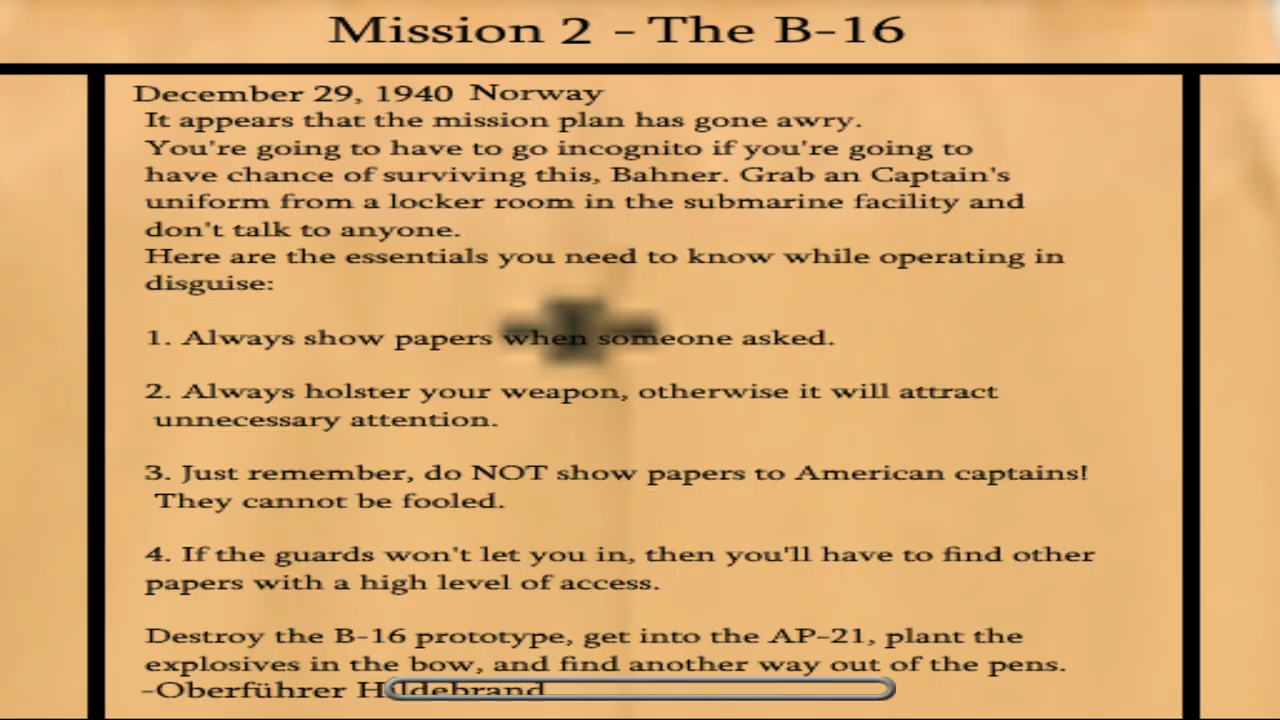 Mission 2 - The B-16
December 29, 1940 Norway
It appears that the mission plan has gone awry.
You're going to have to go incognito if you're going to
have chance of surviving this, Bahner. Grab an Captain's
uniform from a locker room in the submarine facility and
don't talk to anyone.
Here are the essentials you need to know while operating in
disguise:
1. Always show papers when someone asked.
2. Always holster your weapon, otherwise it will attract
unnecessary attention.
3. Just remember, do NOT show papers to American captains!
They cannot be fooled.
4. If the guards won't let you in, then you'll have to find other
papers with a high level of access.
Destroy the B-16 prototype, get into the AP-21, plant the
explosives in the bow, and find another way out of the pens.
-Oberführer Hildebrand